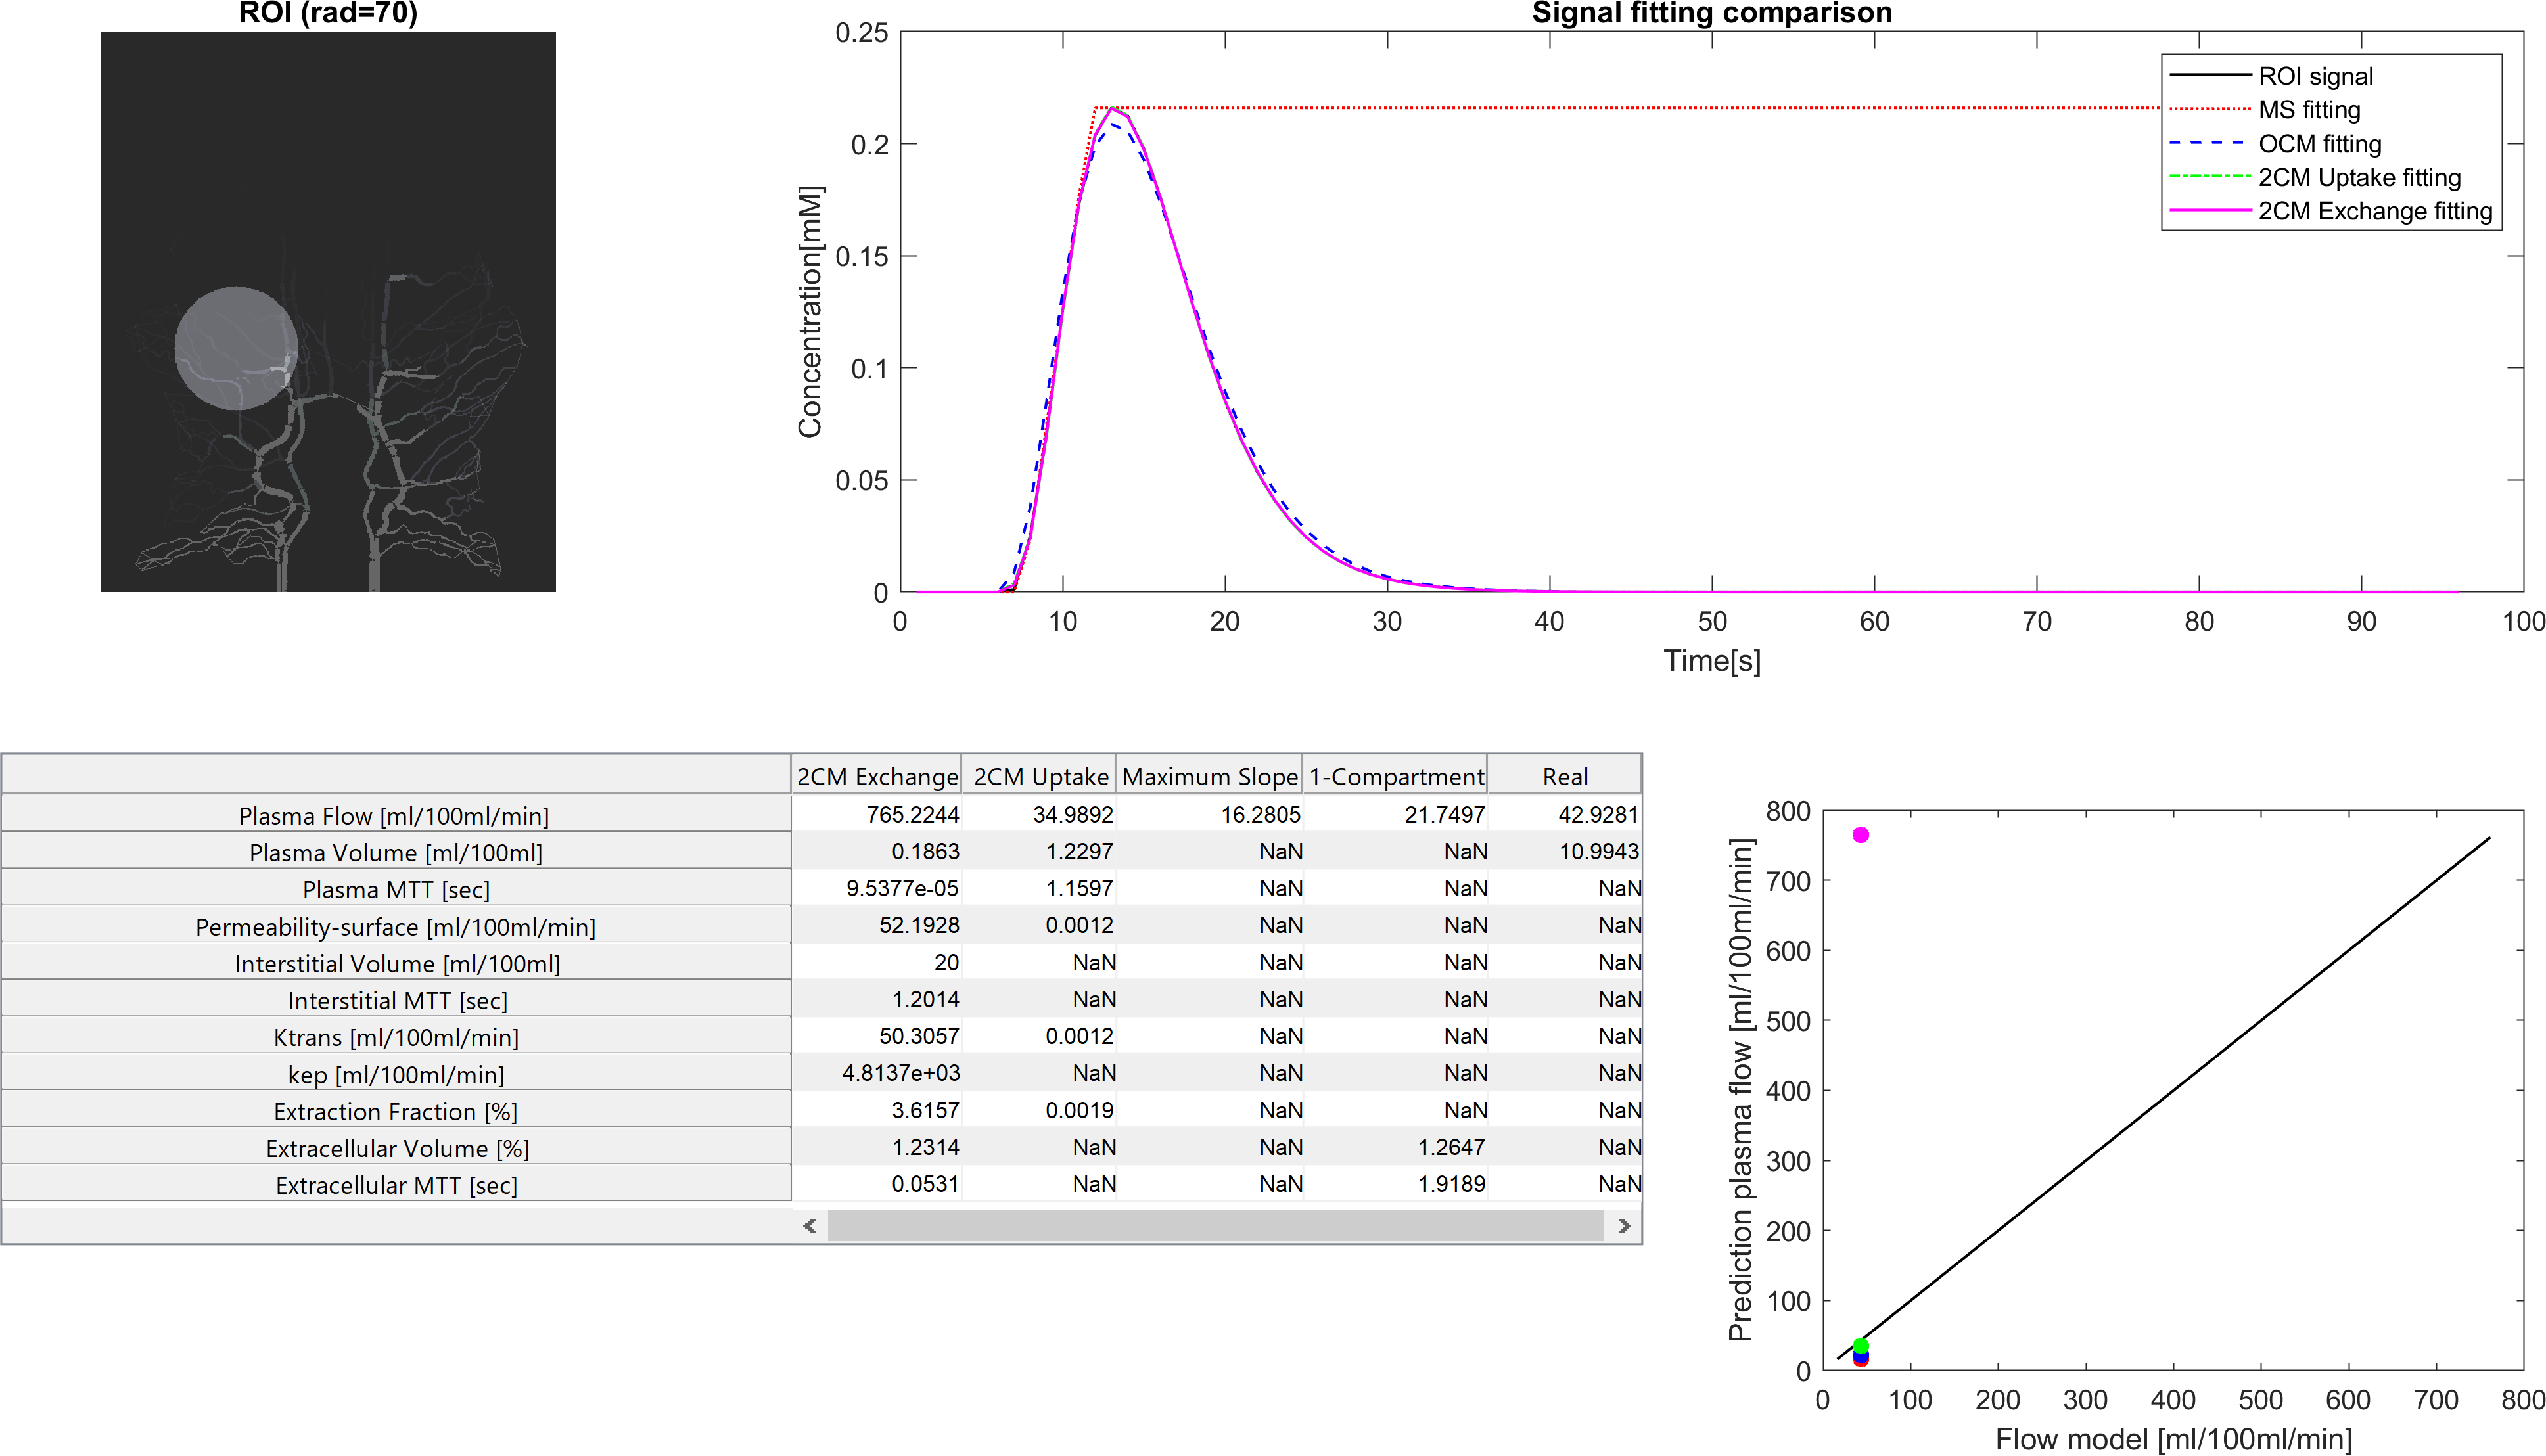 ROI (rad=70)
Signal fitting comparison
0.25
0.2
0.15
0.1
0.05
0
Concentration[mM]
0 10 20 30 40 50 60 70 80 90 100
Time[s]
ROI signal
MS fitting
OCM fitting
2CM Uptake fitting
2CM Exchange fitting
2CM Exchange 2CM Uptake Maximum Slope 1-Compartment Real
Plasma Flow [ml/100ml/min] 765.2244 34.9892 16.2805 21.7497 42.9281
Plasma Volume [ml/100ml] 0.1863 1.2297 NaN NaN 10.9943
Plasma MTT [sec] 9.5377e-05 1.1597 NaN NaN NaN
Permeability-surface [ml/100ml/min] 52.1928 0.0012 NaN NaN NaN
Interstitial Volume [ml/100ml] 20 NaN NaN NaN NaN
Interstitial MTT [sec] 1.2014 NaN NaN NaN NaN
Ktrans [ml/100ml/min] 50.3057 0.0012 NaN NaN NaN
kep [ml/100ml/min] 4.8137e+03 NaN NaN NaN NaN
Extraction Fraction [%] 3.6157 0.0019 NaN NaN NaN
Extracellular Volume [%] 1.2314 NaN NaN 1.2647 NaN
Extracellular MTT [sec] 0.0531 NaN NaN 1.9189 NaN
800
700
600
500
400
300
200
100
0
Prediction plasma flow [ml/100ml/min]
0 100 200 300 400 500 600 700 800
Flow model [ml/100ml/min]